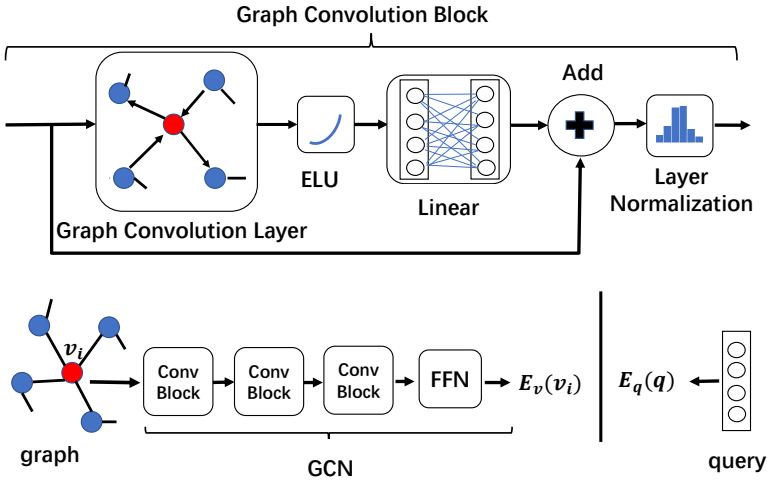 Graph Convolution Block
Add
ELU
Linear
Layer
Normalization
Graph Convolution Layer
v_i
Conv
Block
Conv
Block
Conv
Block
FFN
E_v(v_i)
E_q(q)
graph
GCN
query